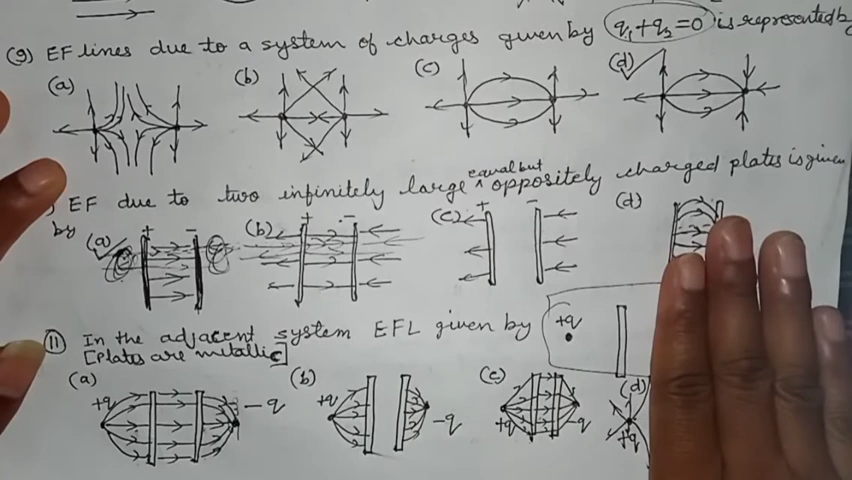 (9) EF lines due to a system of charges given by q₁+q₂=0 is represented b
(a) (b) (c) (d)
) EF due to two infinitely large equal but oppositely charged plates is given
by (a) + − (b) + − (c) + − (d)
(11) In the adjacent system EFL given by +q
[Plates are metallic]
(a) +q −q (b) +q −q (c) +q −q (d) +q